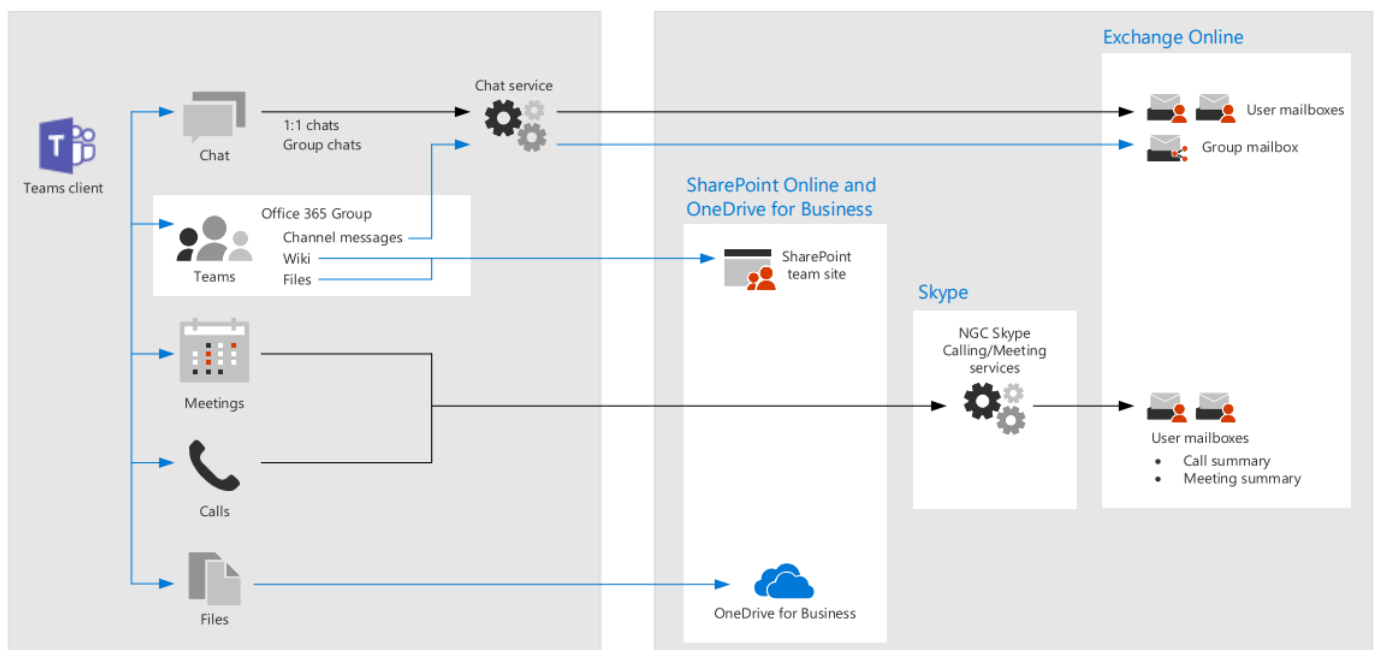 Exchange Online
Chat service
1:1 chats
Group chats
Chat
User mailboxes
Group mailbox
T
Teams client
SharePoint Online and
OneDrive for Business
Office 365 Group
Channel messages
Wiki
Files
Teams
SharePoint
team site
Skype
NGC Skype
Calling/Meeting
services
Meetings
User mailboxes
• Call summary
• Meeting summary
Calls
Files
OneDrive for Business